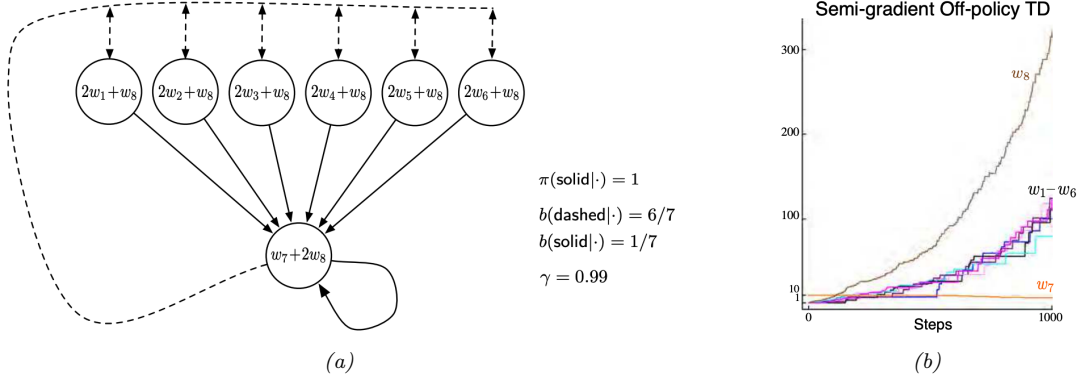 2w₁+w₈ 2w₂+w₈ 2w₃+w₈ 2w₄+w₈ 2w₅+w₈ 2w₆+w₈
w₇+2w₈
π(solid|·) = 1
b(dashed|·) = 6/7
b(solid|·) = 1/7
γ = 0.99
(a)
Semi-gradient Off-policy TD
300
w₈
200
w₁–w₆
100
w₇
10
1
0
1000
Steps
(b)